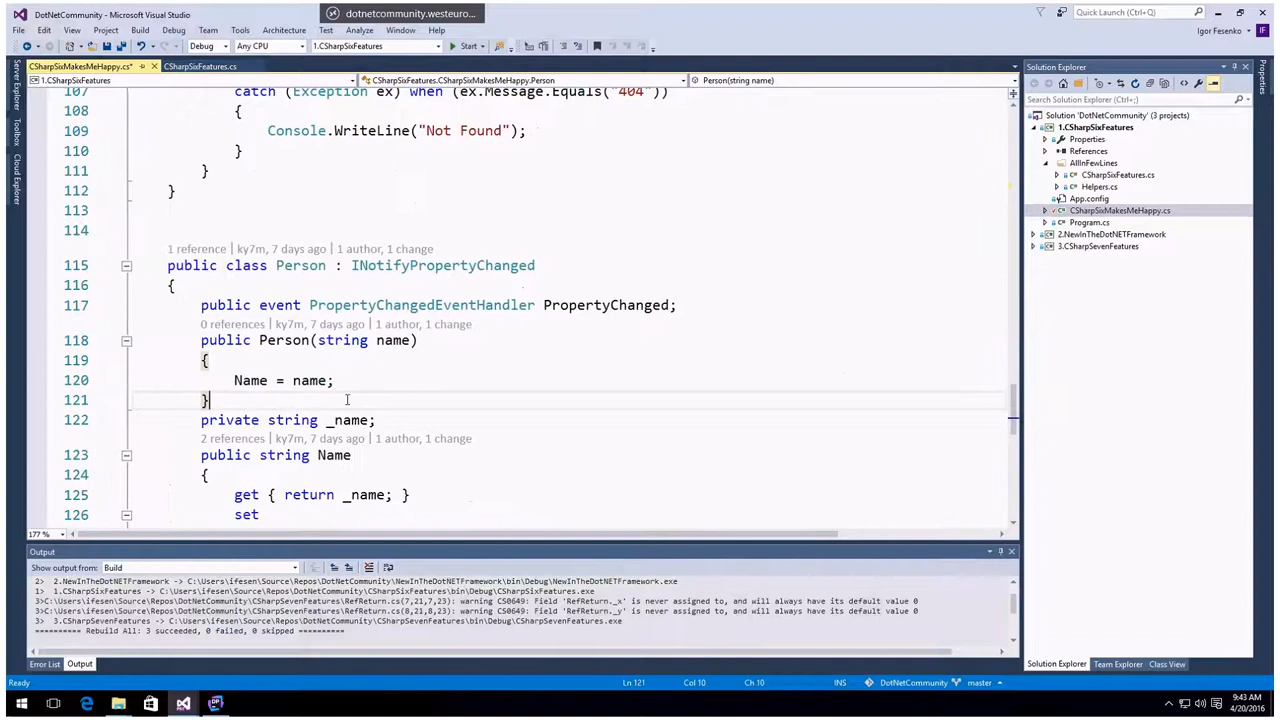 DotNetCommunity - Microsoft Visual Studio
dotnetcommunity.westeuro...
Quick Launch (Ctrl+Q)
File Edit View Project Build Debug Team Tools Architecture Test Analyze Window Help
Igor Fesenko IF
Debug Any CPU 1.CSharpSixFeatures Start
CSharpSixMakesMeHappy.cs* CSharpSixFeatures.cs
1.CSharpSixFeatures CSharpSixFeatures.CSharpSixMakesMeHappy.Person Person(string name)
Server Explorer
Toolbox
Cloud Explorer
107 catch (Exception ex) when (ex.Message.Equals("404"))
108 {
109 Console.WriteLine("Not Found");
110 }
111 }
112 }
113
114
1 reference | ky7m, 7 days ago | 1 author, 1 change
115 public class Person : INotifyPropertyChanged
116 {
117 public event PropertyChangedEventHandler PropertyChanged;
0 references | ky7m, 7 days ago | 1 author, 1 change
118 public Person(string name)
119 {
120 Name = name;
121 }
122 private string _name;
2 references | ky7m, 7 days ago | 1 author, 1 change
123 public string Name
124 {
125 get { return _name; }
126 set
177 %
Solution Explorer
Search Solution Explorer (Ctrl+;)
Solution 'DotNetCommunity' (3 projects)
1.CSharpSixFeatures
Properties
References
AllInFewLines
CSharpSixFeatures.cs
Helpers.cs
App.config
CSharpSixMakesMeHappy.cs
Program.cs
2.NewInTheDotNETFramework
3.CSharpSevenFeatures
Properties
Output
Show output from: Build
2> 2.NewInTheDotNETFramework -> C:\Users\ifesen\Source\Repos\DotNetCommunity\NewInTheDotNETFramework\bin\Debug\NewInTheDotNETFramework.exe
1> 1.CSharpSixFeatures -> C:\Users\ifesen\Source\Repos\DotNetCommunity\CSharpSixFeatures\bin\Debug\CSharpSixFeatures.exe
3>C:\Users\ifesen\Source\Repos\DotNetCommunity\CSharpSevenFeatures\RefReturn.cs(7,21,7,23): warning CS0649: Field 'RefReturn._x' is never assigned to, and will always have its default value 0
3>C:\Users\ifesen\Source\Repos\DotNetCommunity\CSharpSevenFeatures\RefReturn.cs(8,21,8,23): warning CS0649: Field 'RefReturn._y' is never assigned to, and will always have its default value 0
3> 3.CSharpSevenFeatures -> C:\Users\ifesen\Source\Repos\DotNetCommunity\CSharpSevenFeatures\bin\Debug\CSharpSevenFeatures.exe
========== Rebuild All: 3 succeeded, 0 failed, 0 skipped ==========
Error List Output
Solution Explorer Team Explorer Class View
Ready Ln 121 Col 10 Ch 10 INS DotNetCommunity master
9:43 AM
4/20/2016